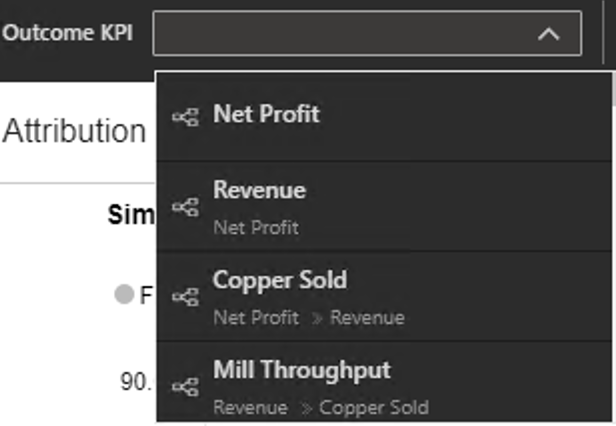 Outcome KPI
Attribution
Net Profit
Revenue
Net Profit
Sim
Copper Sold
Net Profit » Revenue
F
Mill Throughput
Revenue » Copper Sold
90.